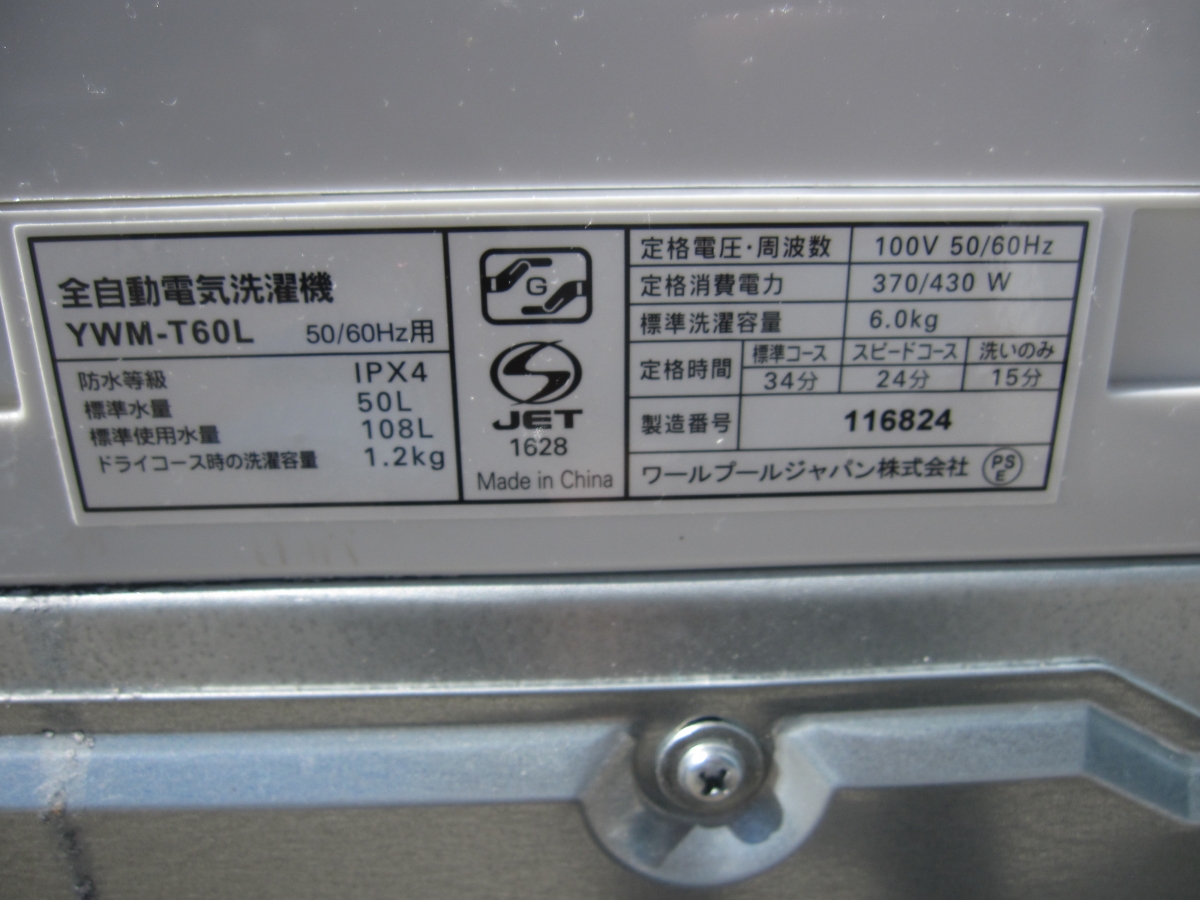 全自動電気洗濯機
YWM-T60L 50/60Hz用
防水等級 IPX4
標準水量 50L
標準使用水量 108L
ドライコース時の洗濯容量 1.2kg
G
JET
1628
Made in China
定格電圧・周波数 100V 50/60Hz
定格消費電力 370/430 W
標準洗濯容量 6.0kg
定格時間 標準コース スピードコース 洗いのみ
34分 24分 15分
製造番号 116824
ワールプールジャパン株式会社 PSE